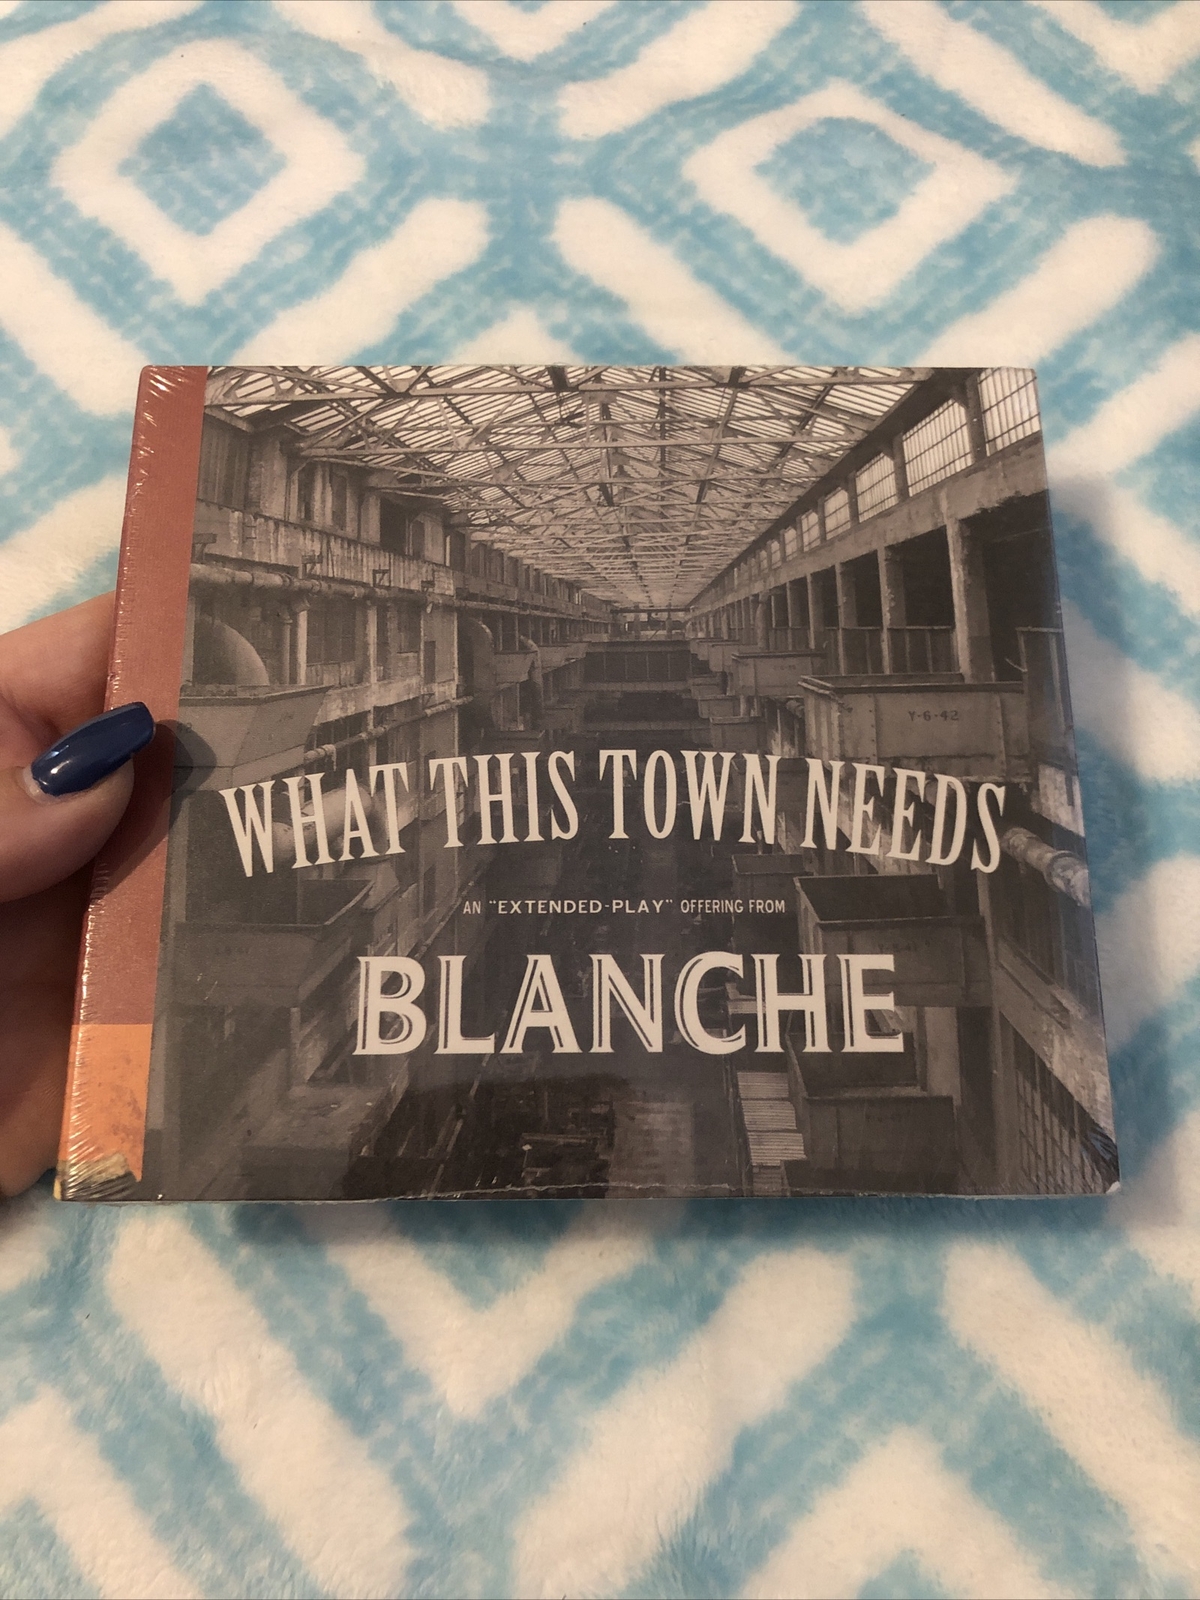 Y-6-42
WHAT THIS TOWN NEEDS
AN "EXTENDED-PLAY" OFFERING FROM
BLANCHE